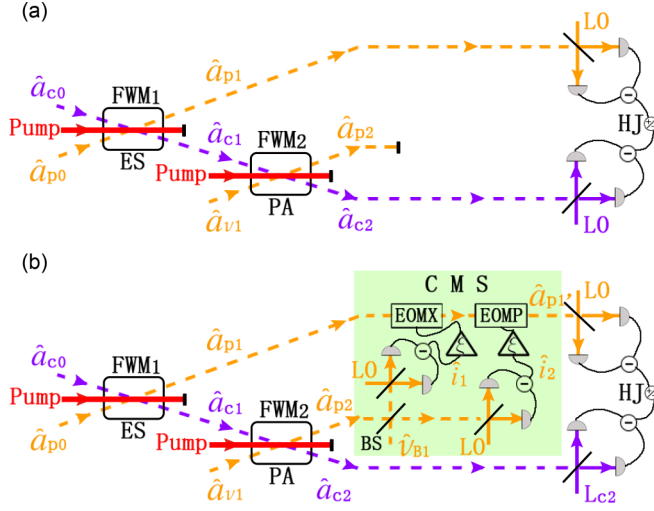 (a)
LO
â_p1
â_c0 FWM1
HJ
Pump â_c1 FWM2 â_p2
â_p0 ES Pump
LO
â_v1 PA â_c2
(b)
C M S
EOMX EOMP â_p1' LO
â_p1
ξ ξ
â_c0 FWM1 LO î_1 î_2
HJ
Pump â_c1 FWM2 â_p2
â_p0 ES Pump BS v̂_B1 LO
â_v1 PA â_c2 Lc2